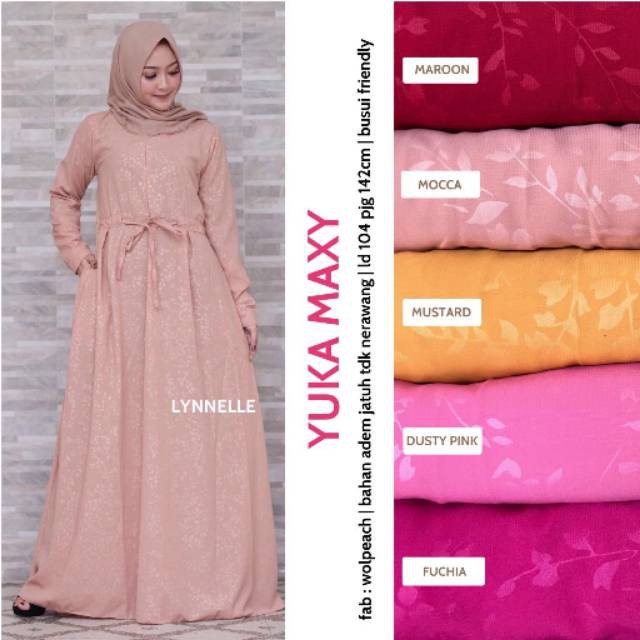 LYNNELLE
YUKA MAXY
fab : wolpeach | bahan adem jatuh tdk nerawang | ld 104 pjg 142cm | busui friendly
MAROON
MOCCA
MUSTARD
DUSTY PINK
FUCHIA